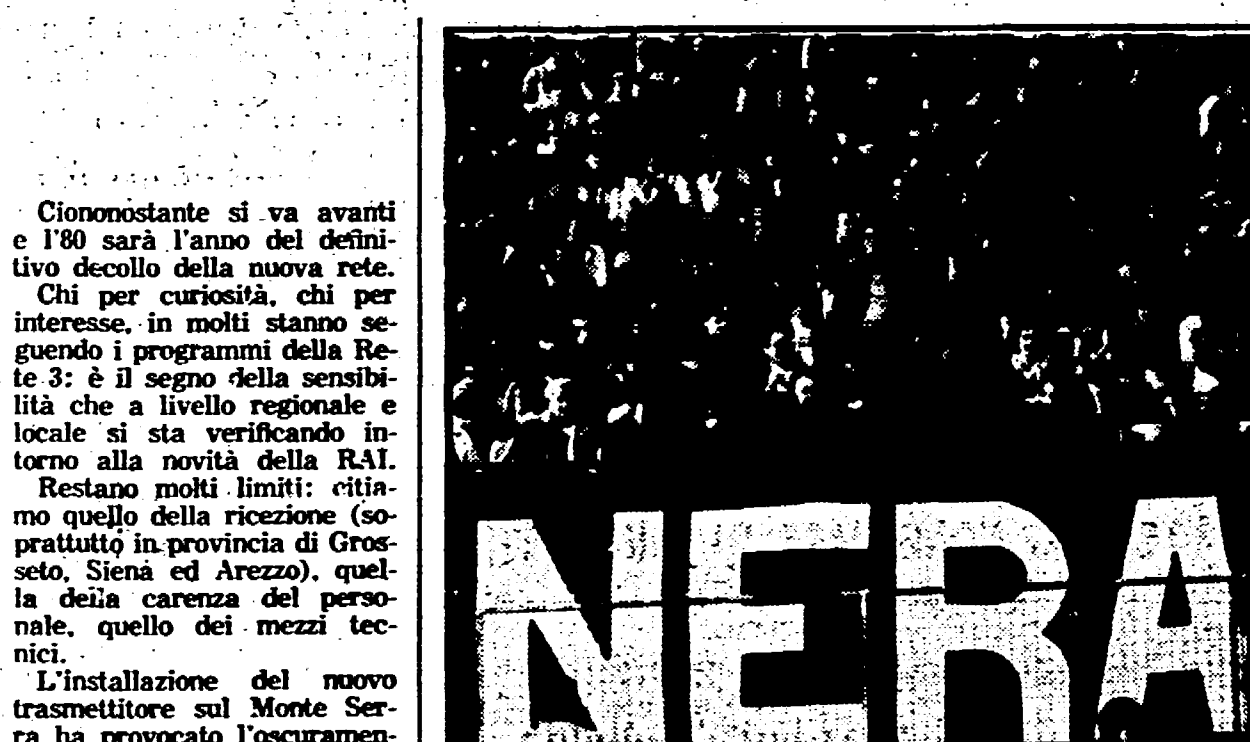 Ciononostante si va avanti
e l'80 sarà l'anno del defini-
tivo decollo della nuova rete.
Chi per curiosità, chi per
interesse, in molti stanno se-
guendo i programmi della Re-
te 3: è il segno della sensibi-
lità che a livello regionale e
locale si sta verificando in-
torno alla novità della RAI.
Restano molti limiti: citia-
mo quello della ricezione (so-
prattutto in provincia di Gros-
seto, Siena ed Arezzo), quel-
la della carenza del perso-
nale, quello dei mezzi tec-
nici.
L'installazione del nuovo
trasmettitore sul Monte Ser-
ra ha provocato l'oscuramen-
NERA